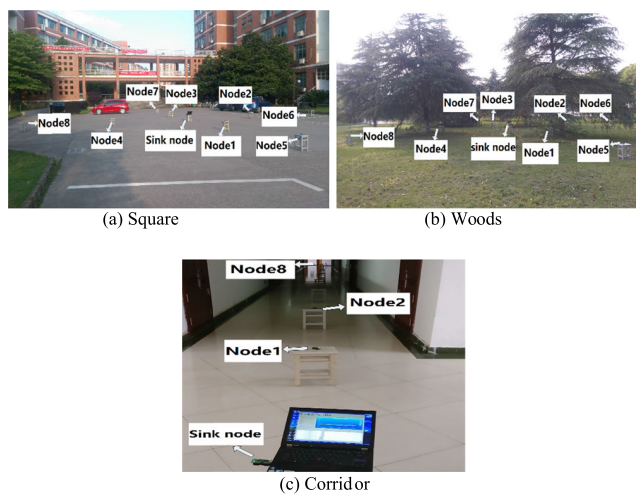 Node7
Node3
Node2
Node6
Node8
Node4
Sink node
Node1
Node5
(a) Square
Node7
Node3
Node2
Node6
Node8
Node4
sink node
Node1
Node5
(b) Woods
Node8
Node2
Node1
Sink node
(c) Corridor